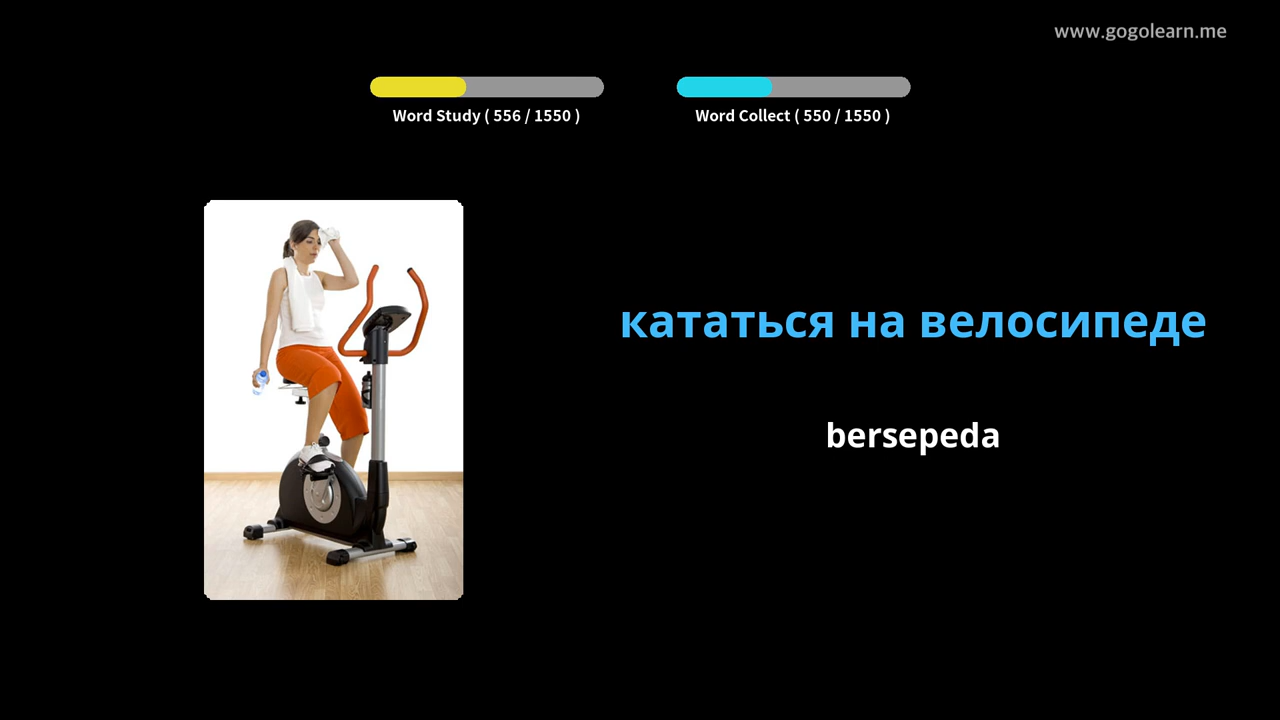 www.gogolearn.me
Word Study ( 556 / 1550 )
Word Collect ( 550 / 1550 )
кататься на велосипеде
bersepeda